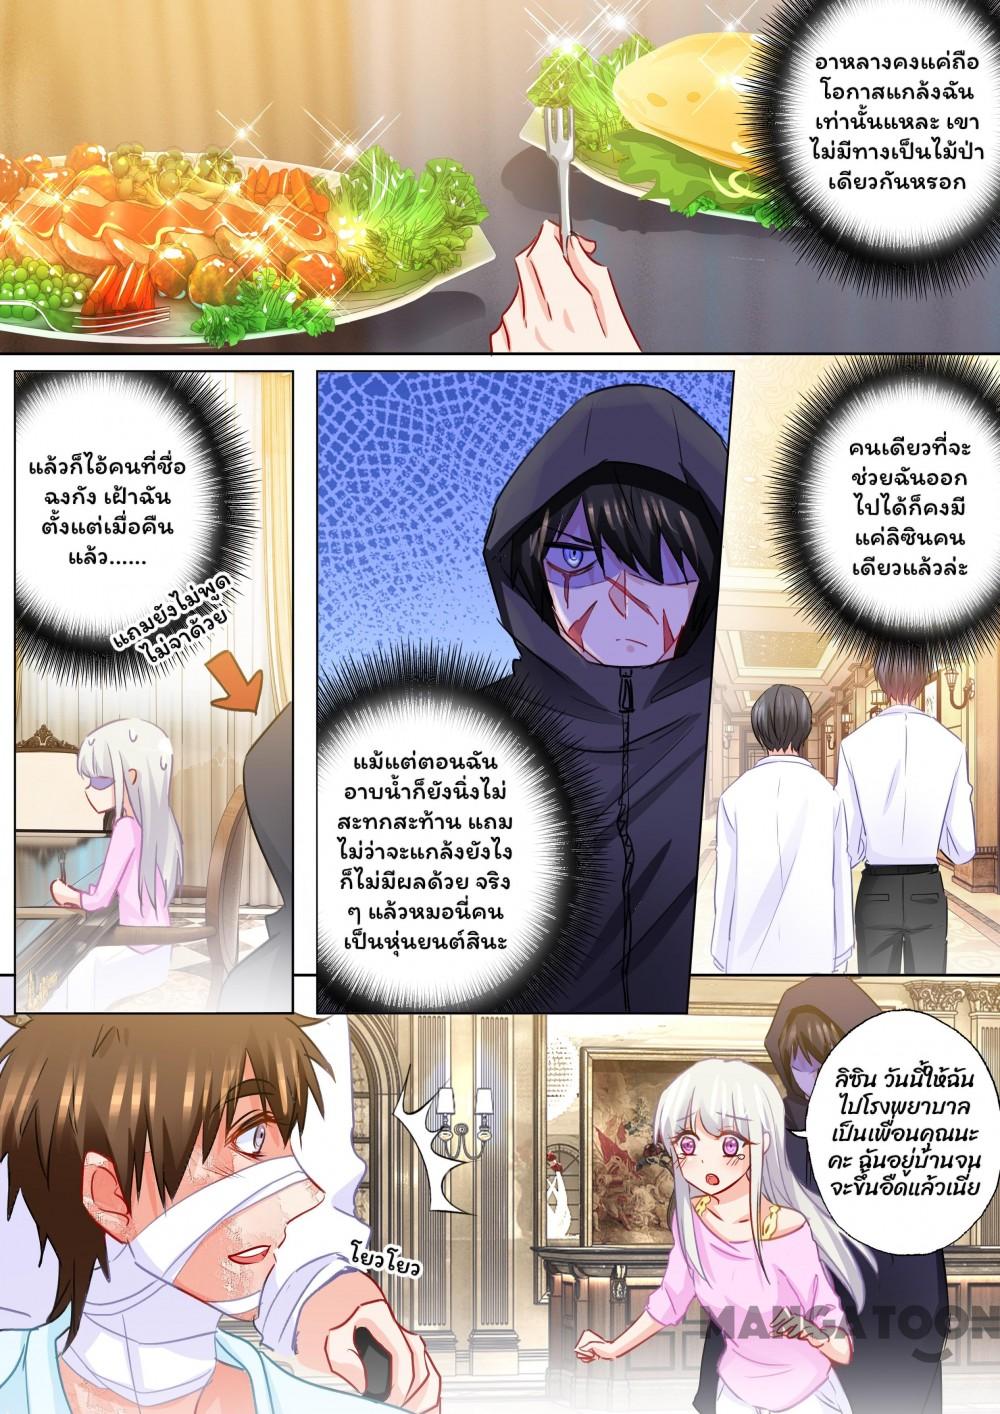 อาหลางคงแค่ถือ
โอกาสแกล้งฉัน
เท่านั้นแหละ เขา
ไม่มีทางเป็นไม้ป่า
เดียวกันหรอก
แล้วก็ไอ้คนที่ชื่อ
ฉงกัง เฝ้าฉัน
ตั้งแต่เมื่อคืน
แล้ว......
แถมยังไม่พูด
ไม่จาด้วย
แม้แต่ตอนฉัน
อาบน้ำก็ยังนิ่งไม่
สะทกสะท้าน แถม
ไม่ว่าจะแกล้งยังไง
ก็ไม่มีผลด้วย จริง
ๆ แล้วหมอนี่คน
เป็นหุ่นยนต์สินะ
คนเดียวที่จะ
ช่วยฉันออก
ไปได้ก็คงมี
แค่ลิซินคน
เดียวแล้วล่ะ
โยวโยว
ลิซิน วันนี้ให้ฉัน
ไปโรงพยาบาล
เป็นเพื่อนคุณนะ
คะ ฉันอยู่บ้านจน
จะขึ้นอืดแล้วเนี่ย
MANGATOON